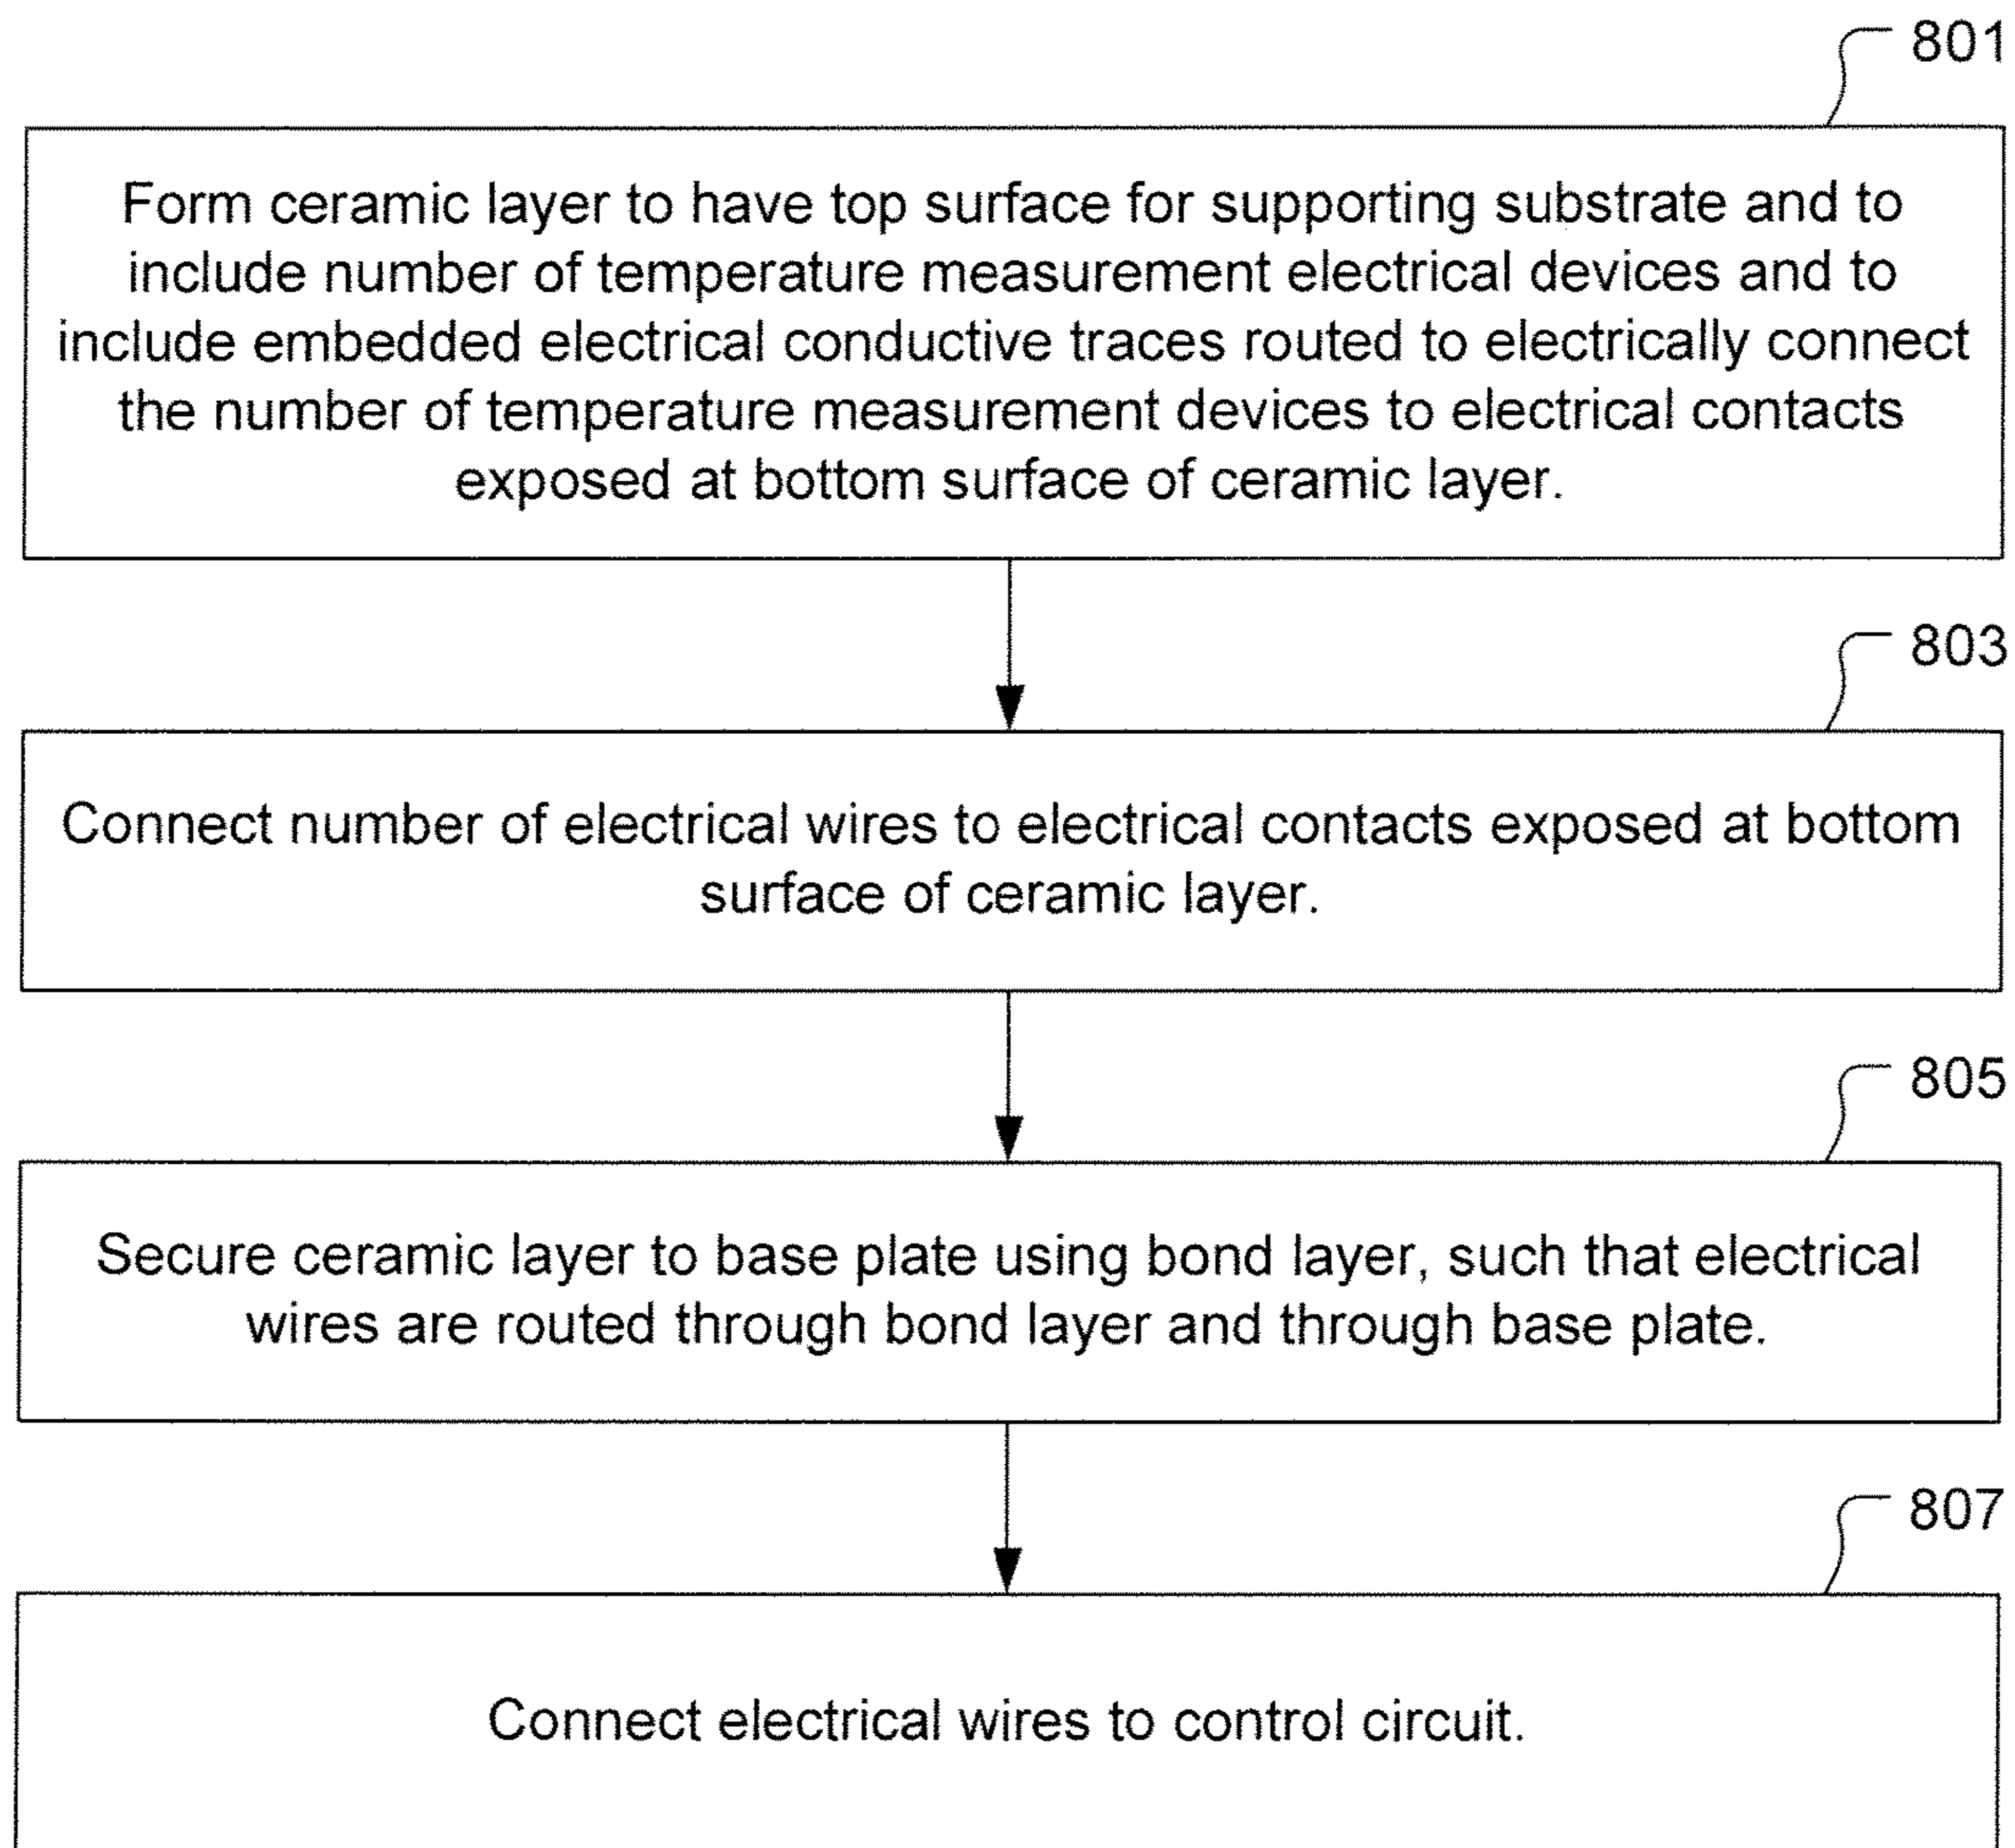 801
Form ceramic layer to have top surface for supporting substrate and to
include number of temperature measurement electrical devices and to
include embedded electrical conductive traces routed to electrically connect
the number of temperature measurement devices to electrical contacts
exposed at bottom surface of ceramic layer.
803
Connect number of electrical wires to electrical contacts exposed at bottom
surface of ceramic layer.
805
Secure ceramic layer to base plate using bond layer, such that electrical
wires are routed through bond layer and through base plate.
807
Connect electrical wires to control circuit.